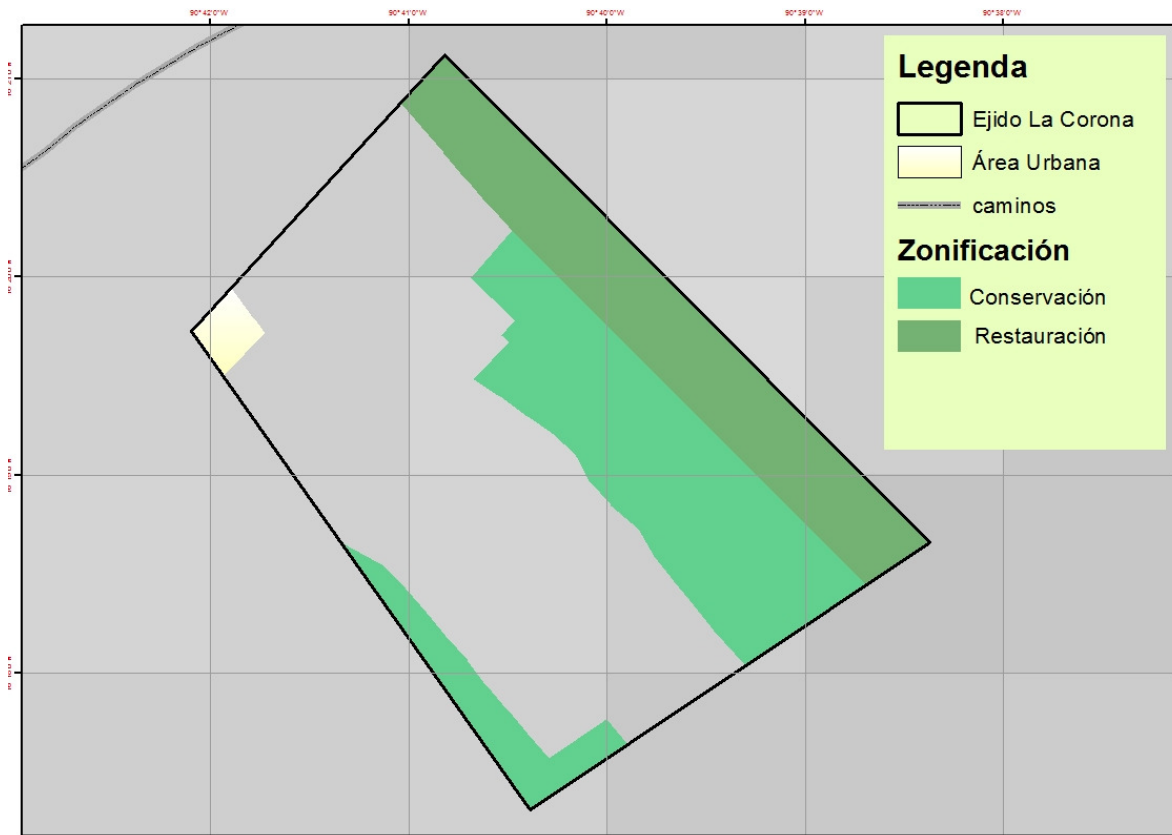 90°42'0"W 90°41'0"W 90°40'0"W 90°39'0"W 90°38'0"W
Legenda
Ejido La Corona
Área Urbana
caminos
Zonificación
Conservación
Restauración